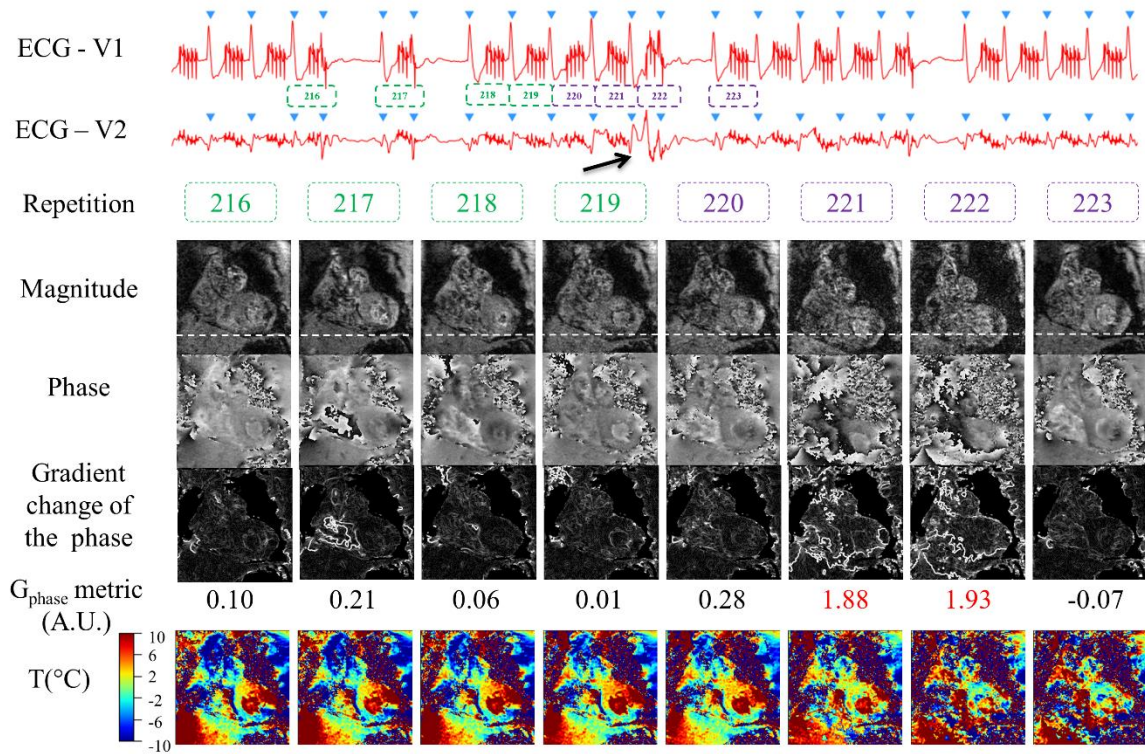 ECG - V1
216 217 218 219 220 221 222 223
ECG – V2
Repetition 216 217 218 219 220 221 222 223
Magnitude
Phase
Gradient
change of
the phase
Gphase metric
(A.U.)
0.10 0.21 0.06 0.01 0.28 1.88 1.93 -0.07
T(°C)
10
6
2
-2
-6
-10